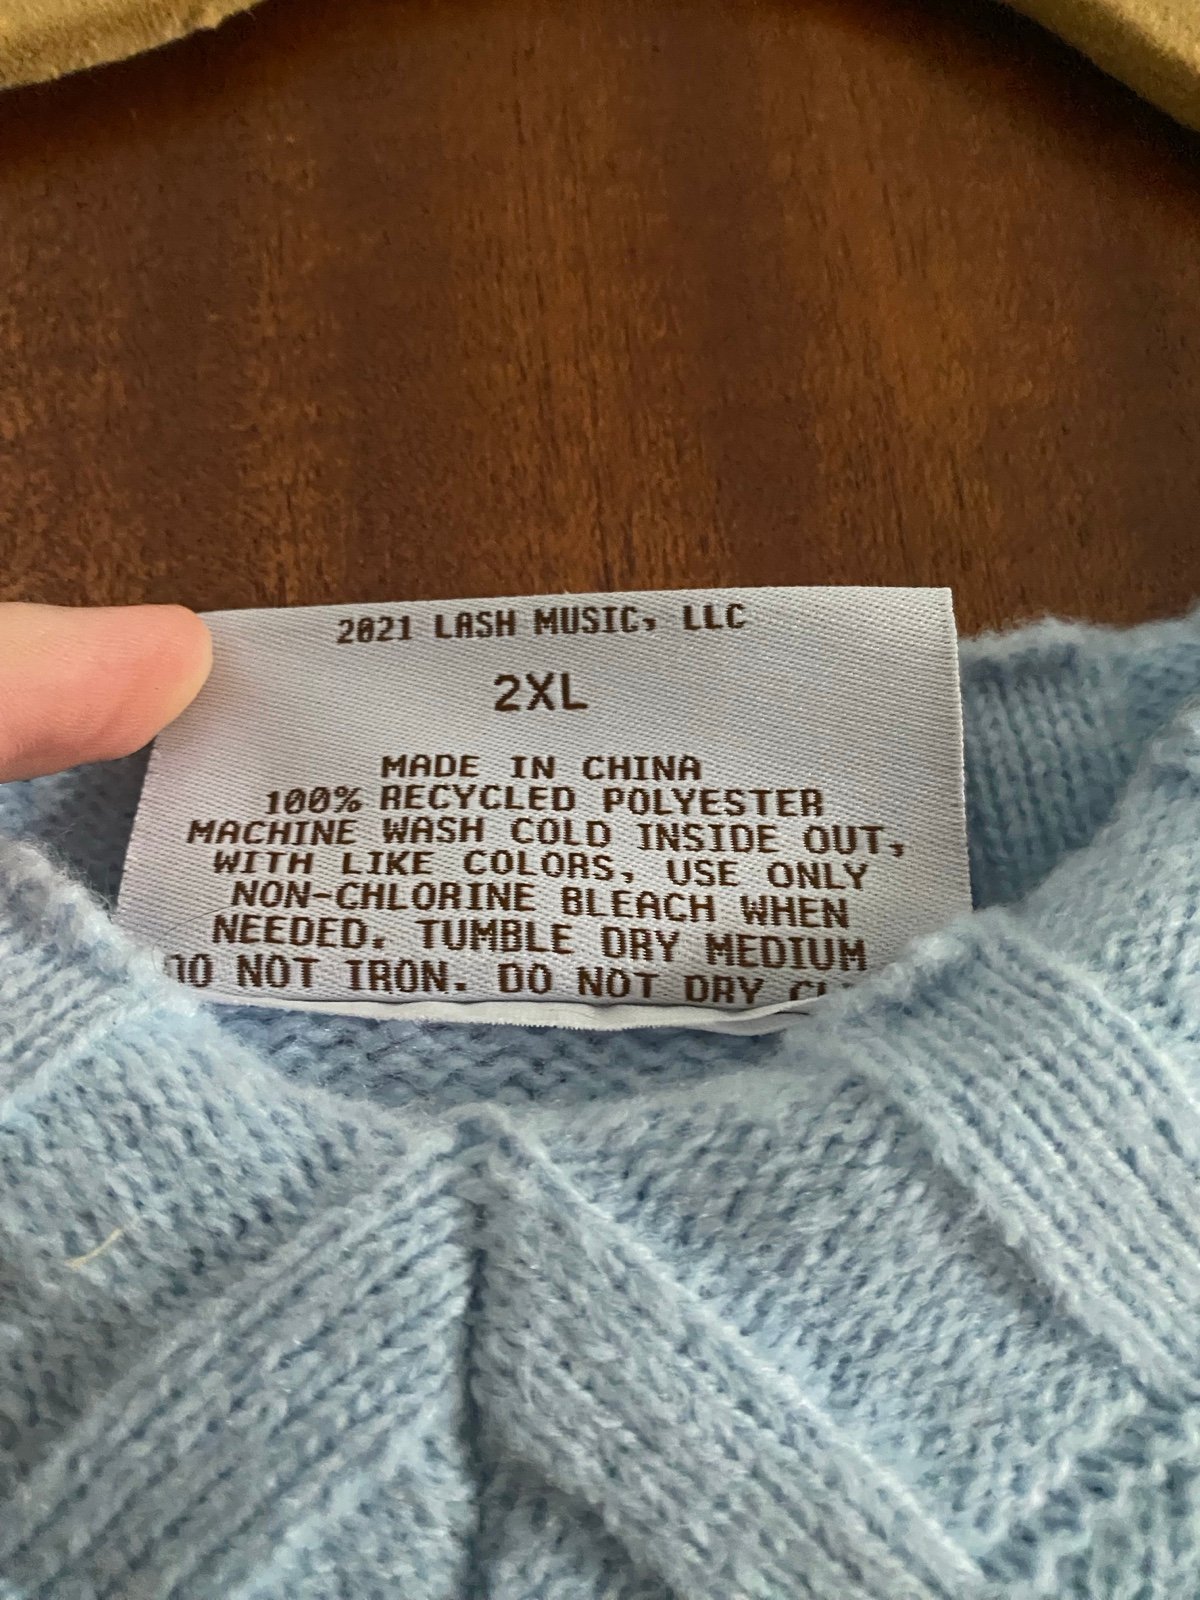 2021 LASH MUSIC, LLC
2XL
MADE IN CHINA
100% RECYCLED POLYESTER
MACHINE WASH COLD INSIDE OUT,
WITH LIKE COLORS, USE ONLY
NON-CHLORINE BLEACH WHEN
NEEDED. TUMBLE DRY MEDIUM
DO NOT IRON. DO NOT DRY